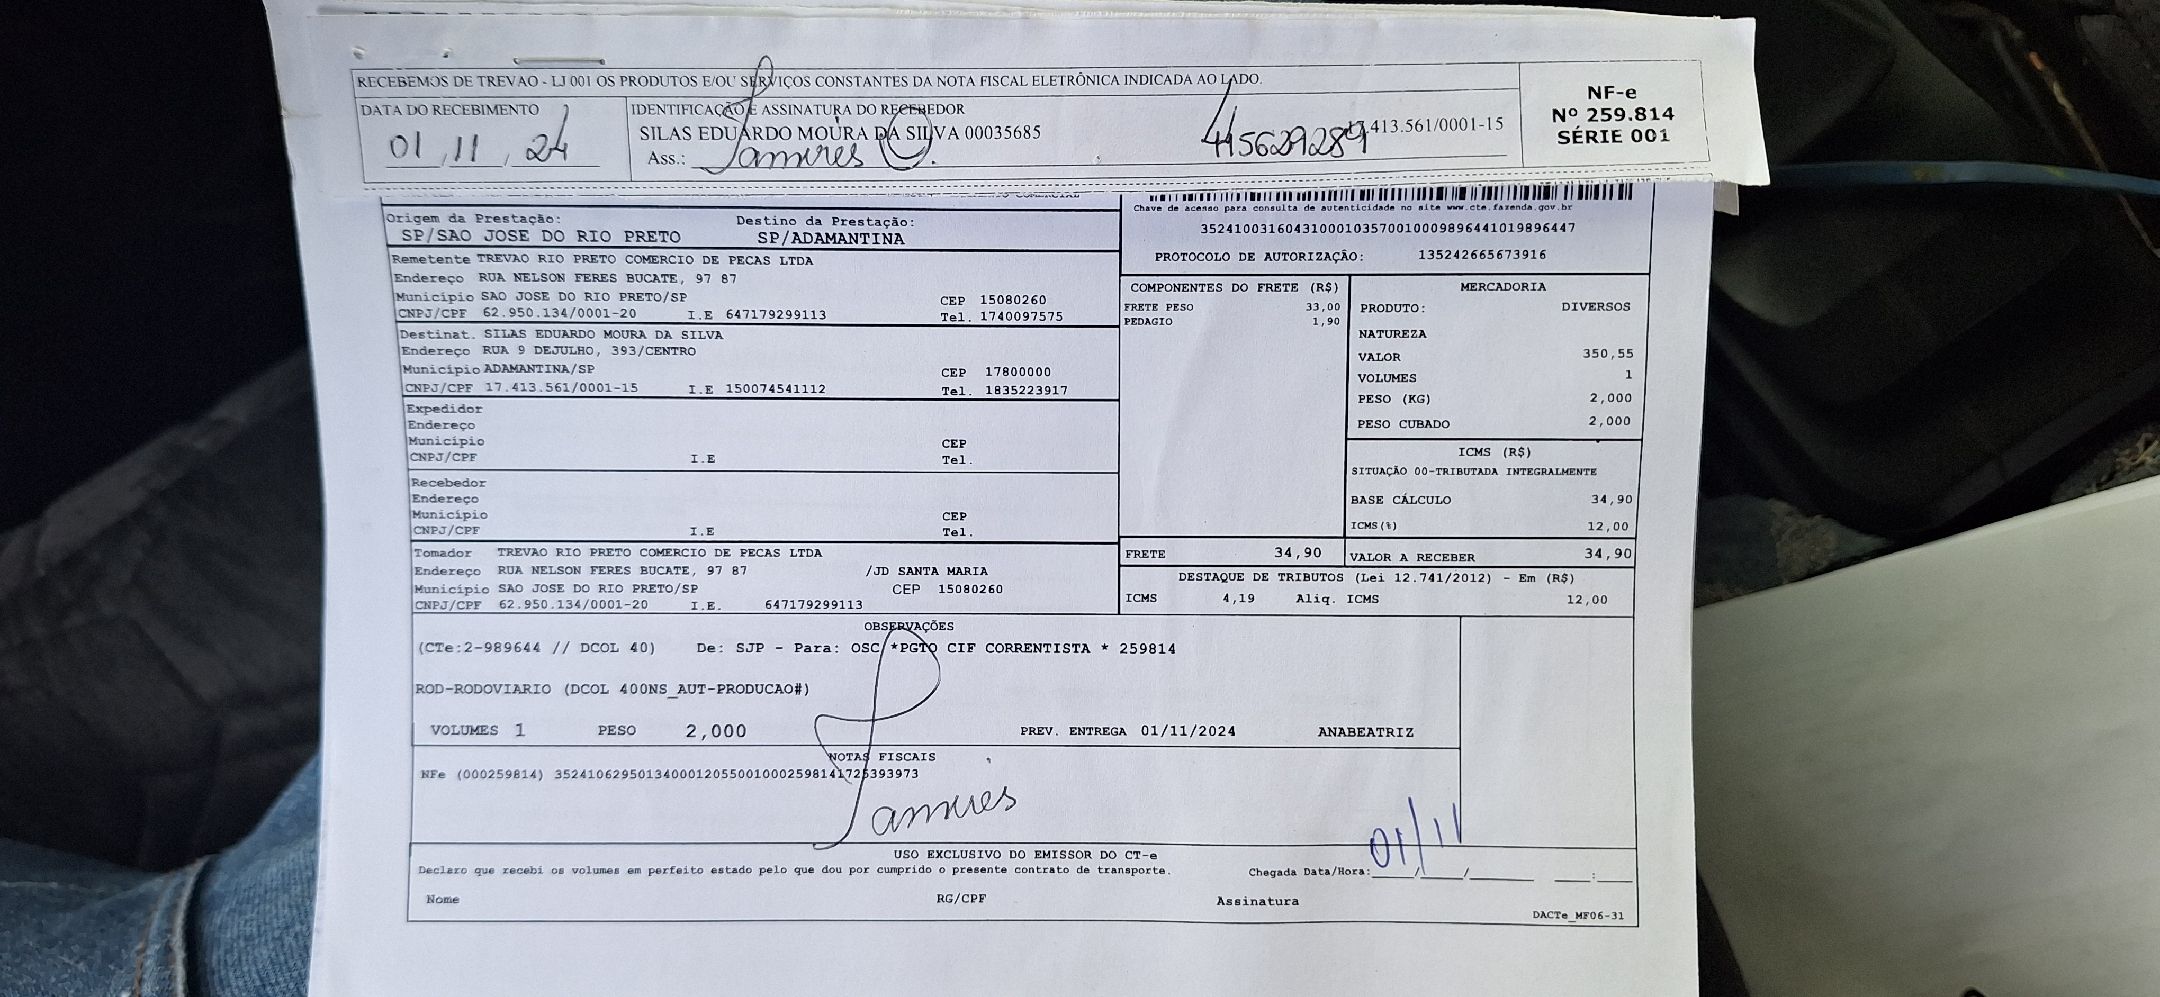 RECEBEMOS DE TREVAO - LJ 001 OS PRODUTOS E/OU SERVIÇOS CONSTANTES DA NOTA FISCAL ELETRÔNICA INDICADA AO LADO.
DATA DO RECEBIMENTO
01, 11, 24
IDENTIFICAÇÃO E ASSINATURA DO RECEBEDOR
SILAS EDUARDO MOURA DA SILVA 00035685
.413.561/0001-15
Ass.: Tamires
415629289
NF-e
Nº 259.814
SÉRIE 001
Chave de acesso para consulta de autenticidade no site www.cte.fazenda.gov.br
35241003160431000103570010009896441019896447
PROTOCOLO DE AUTORIZAÇÃO: 135242665673916
Origem da Prestação: Destino da Prestação:
SP/SAO JOSE DO RIO PRETO SP/ADAMANTINA
Remetente TREVAO RIO PRETO COMERCIO DE PECAS LTDA
Endereço RUA NELSON FERES BUCATE, 97 87
Município SAO JOSE DO RIO PRETO/SP CEP 15080260
CNPJ/CPF 62.950.134/0001-20 I.E 647179299113 Tel. 1740097575
Destinat. SILAS EDUARDO MOURA DA SILVA
Endereço RUA 9 DEJULHO, 393/CENTRO
Município ADAMANTINA/SP CEP 17800000
CNPJ/CPF 17.413.561/0001-15 I.E 150074541112 Tel. 1835223917
Expedidor
Endereço
Município CEP
CNPJ/CPF I.E Tel.
Recebedor
Endereço
Município CEP
CNPJ/CPF I.E Tel.
Tomador TREVAO RIO PRETO COMERCIO DE PECAS LTDA
Endereço RUA NELSON FERES BUCATE, 97 87 /JD SANTA MARIA
Município SAO JOSE DO RIO PRETO/SP CEP 15080260
CNPJ/CPF 62.950.134/0001-20 I.E. 647179299113
COMPONENTES DO FRETE (R$)
FRETE PESO 33,00
PEDAGIO 1,90
MERCADORIA
PRODUTO: DIVERSOS
NATUREZA
VALOR 350,55
VOLUMES 1
PESO (KG) 2,000
PESO CUBADO 2,000
ICMS (R$)
SITUAÇÃO 00-TRIBUTADA INTEGRALMENTE
BASE CÁLCULO 34,90
ICMS(%) 12,00
FRETE 34,90 VALOR A RECEBER 34,90
DESTAQUE DE TRIBUTOS (Lei 12.741/2012) - Em (R$)
ICMS 4,19 Aliq. ICMS 12,00
OBSERVAÇÕES
(CTe:2-989644 // DCOL 40) De: SJP - Para: OSC *PGTO CIF CORRENTISTA * 259814
ROD-RODOVIARIO (DCOL 400NS_AUT-PRODUCAO#)
VOLUMES 1 PESO 2,000 PREV. ENTREGA 01/11/2024 ANABEATRIZ
NOTAS FISCAIS
NFe (000259814) 35241062950134000120550010002598141725393973
Tamires
USO EXCLUSIVO DO EMISSOR DO CT-e
Declaro que recebi os volumes em perfeito estado pelo que dou por cumprido o presente contrato de transporte. Chegada Data/Hora: 01/11
Nome RG/CPF Assinatura
DACTe_MF06-31